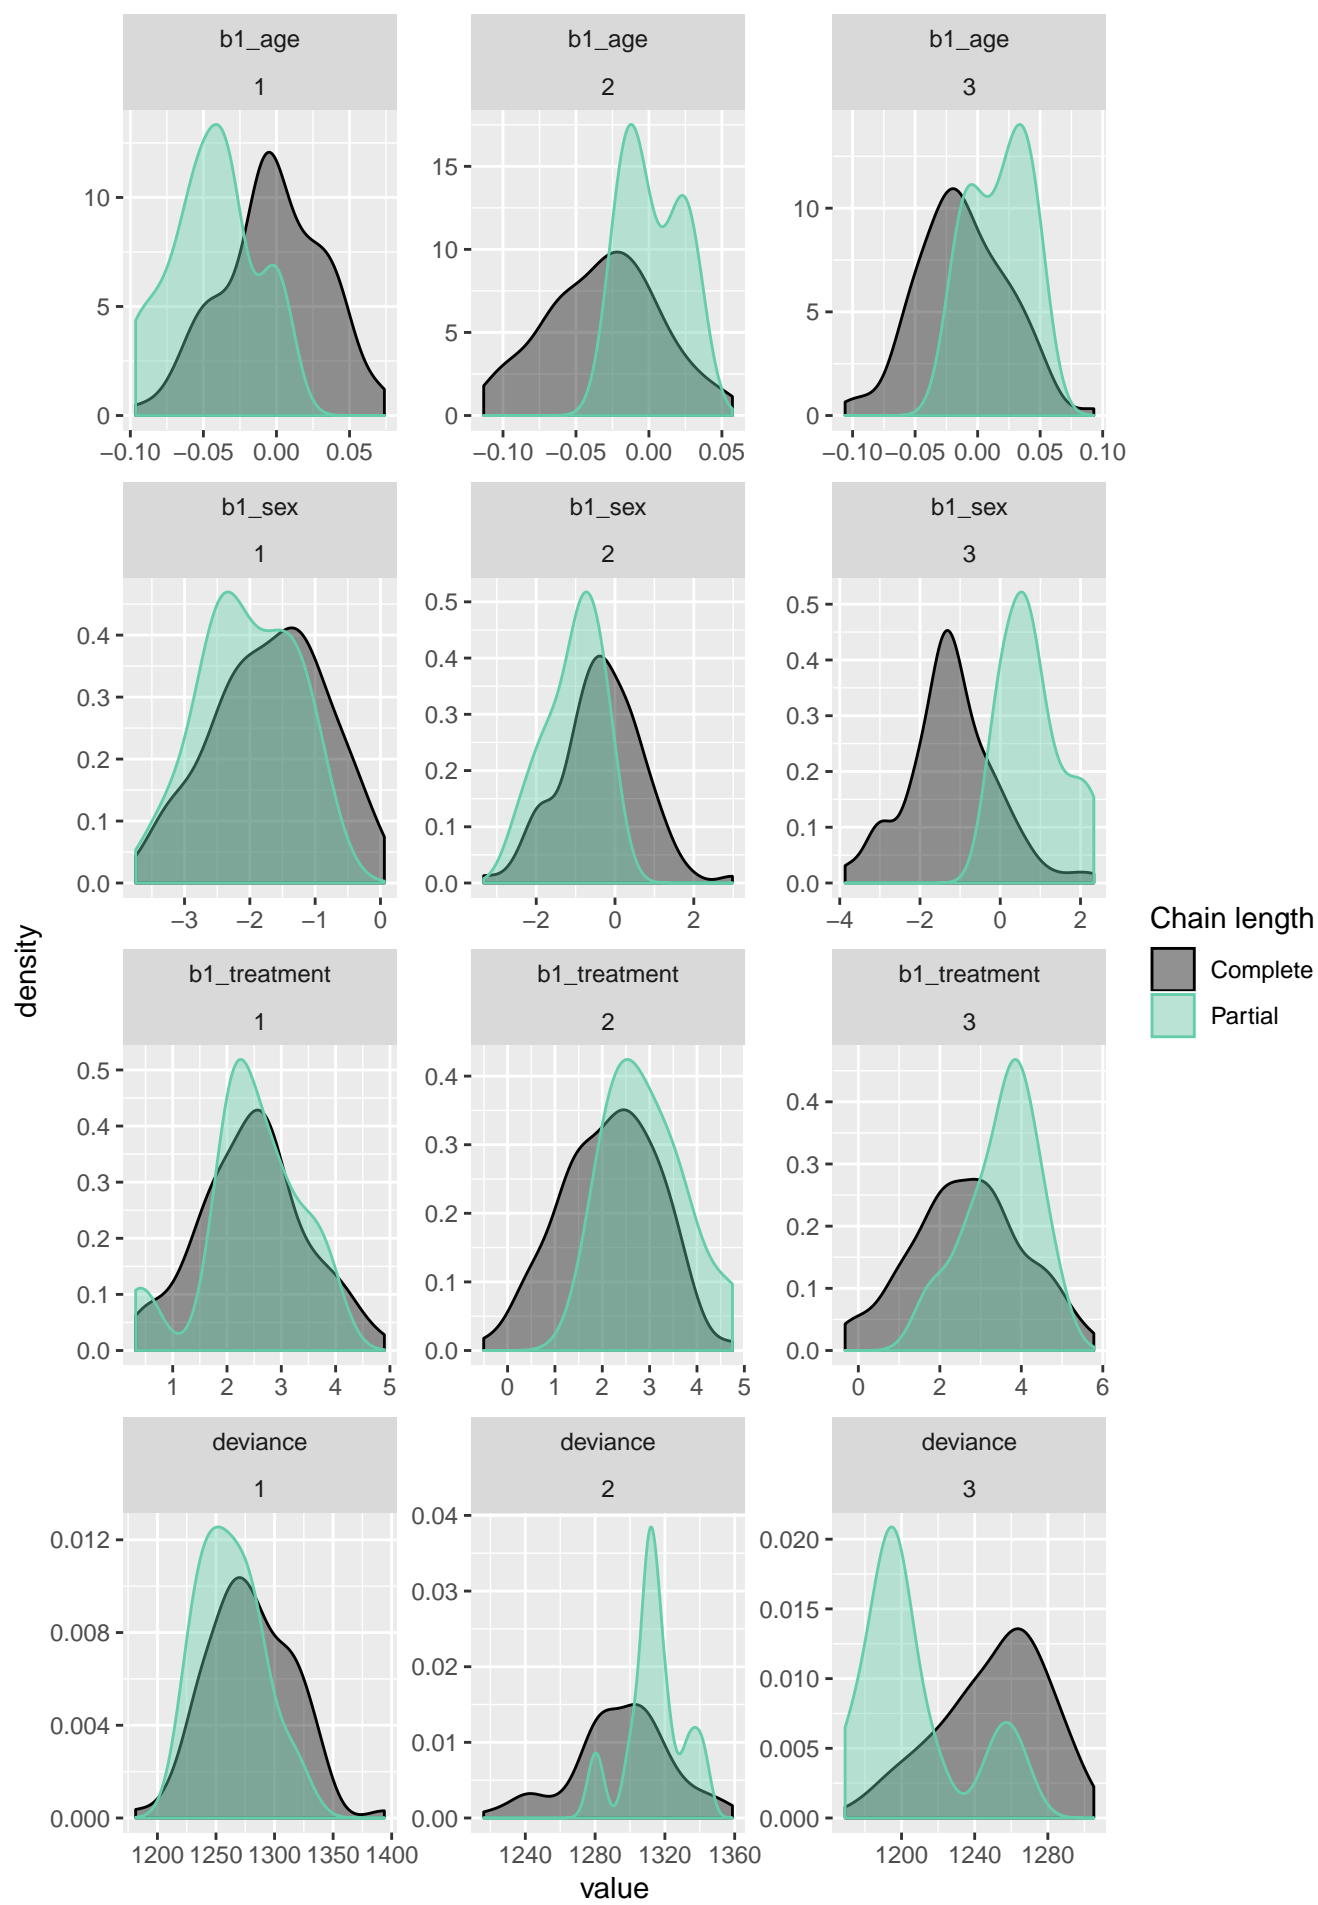 b1_age b1_age b1_age
1 2 3
10
5
0
15
10
5
0
10
5
0
−0.10 −0.05 0.00 0.05
−0.10 −0.05 0.00 0.05
−0.10 −0.05 0.00 0.05 0.10
b1_sex b1_sex b1_sex
1 2 3
0.4
0.3
0.2
0.1
0.0
0.5
0.4
0.3
0.2
0.1
0.0
0.5
0.4
0.3
0.2
0.1
0.0
−3 −2 −1 0
−2 0 2
−4 −2 0 2
density
Chain length
Complete
Partial
b1_treatment b1_treatment b1_treatment
1 2 3
0.5
0.4
0.3
0.2
0.1
0.0
0.4
0.3
0.2
0.1
0.0
0.4
0.3
0.2
0.1
0.0
1 2 3 4 5
0 1 2 3 4 5
0 2 4 6
deviance deviance deviance
1 2 3
0.012
0.008
0.004
0.000
0.04
0.03
0.02
0.01
0.00
0.020
0.015
0.010
0.005
0.000
1200 1250 1300 1350 1400
1240 1280 1320 1360
1200 1240 1280
value